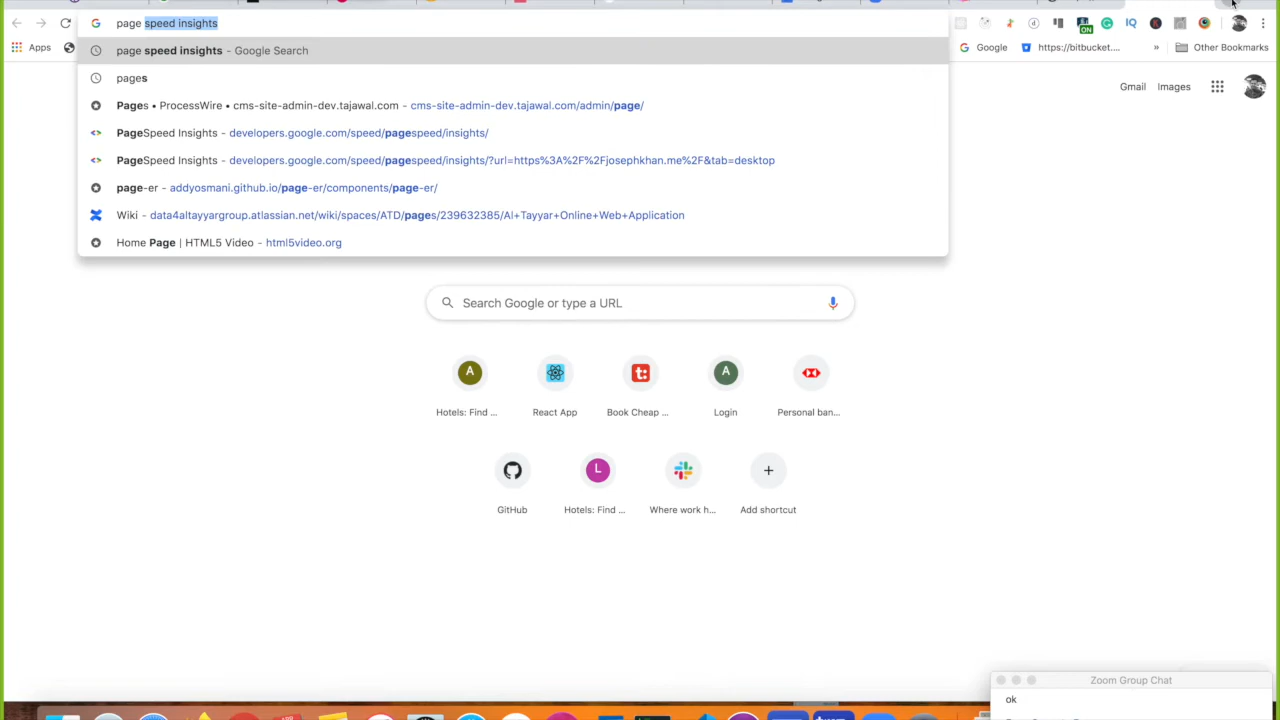 page speed insights
Apps
Google
https://bitbucket....
»
Other Bookmarks
ON
IQ
page speed insights - Google Search
pages
Pages • ProcessWire • cms-site-admin-dev.tajawal.com - cms-site-admin-dev.tajawal.com/admin/page/
PageSpeed Insights - developers.google.com/speed/pagespeed/insights/
PageSpeed Insights - developers.google.com/speed/pagespeed/insights/?url=https%3A%2F%2Fjosephkhan.me%2F&tab=desktop
page-er - addyosmani.github.io/page-er/components/page-er/
Wiki - data4altayyargroup.atlassian.net/wiki/spaces/ATD/pages/239632385/Al+Tayyar+Online+Web+Application
Home Page | HTML5 Video - html5video.org
Gmail Images
Search Google or type a URL
A
t:
A
Hotels: Find ...
React App
Book Cheap ...
Login
Personal ban...
L
GitHub
Hotels: Find ...
Where work h...
Add shortcut
Zoom Group Chat
ok